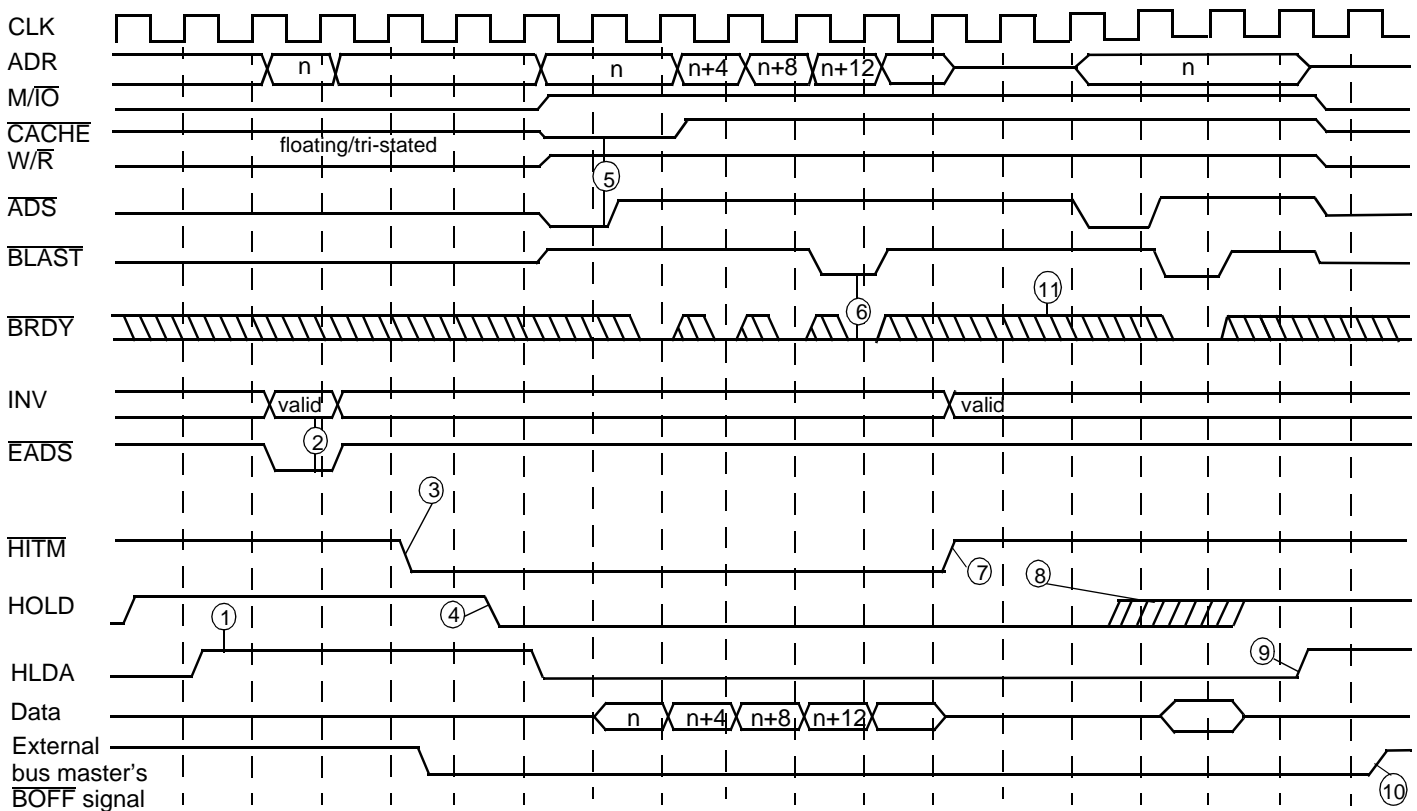 CLK
ADR n n n+4 n+8 n+12 n
M/IO
CACHE
floating/tri-stated
W/R
5
ADS
BLAST
6
11
BRDY
INV valid valid
2
EADS
3
HITM
7
8
HOLD
4
1
9
HLDA
Data n n+4 n+8 n+12
External
bus master's
BOFF signal
10